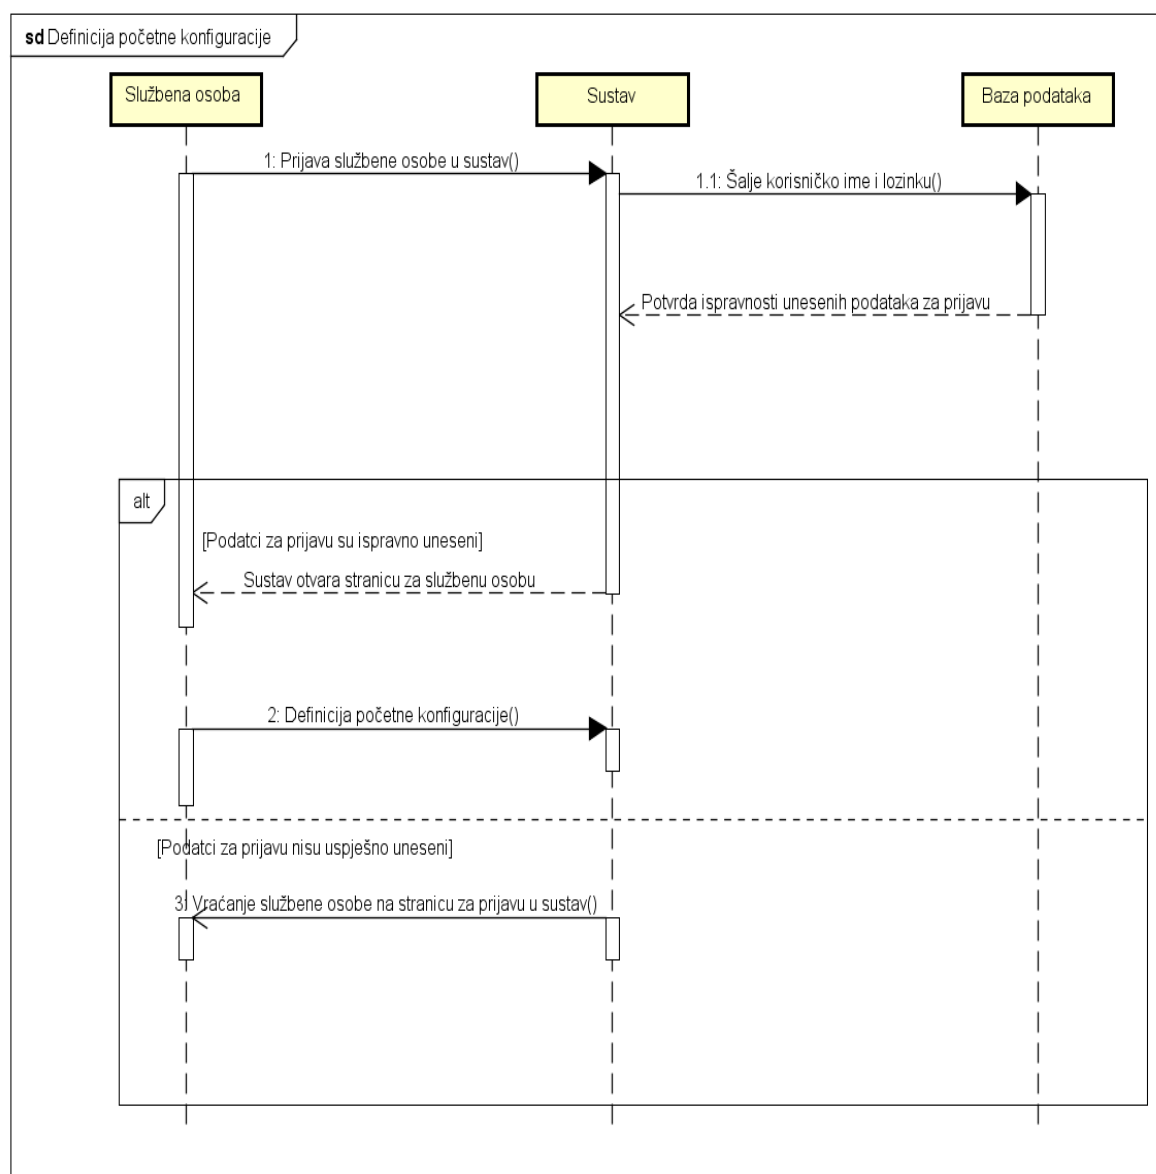 sd Definicija početne konfiguracije
Službena osoba
Sustav
Baza podataka
1: Prijava službene osobe u sustav()
1.1: Šalje korisničko ime i lozinku()
Potvrda ispravnosti unesenih podataka za prijavu
alt
[Podatci za prijavu su ispravno uneseni]
Sustav otvara stranicu za službenu osobu
2: Definicija početne konfiguracije()
[Podatci za prijavu nisu uspješno uneseni]
3: Vraćanje službene osobe na stranicu za prijavu u sustav()